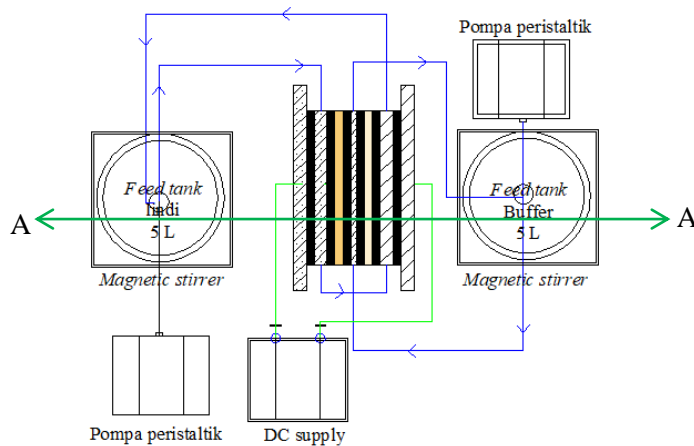 Pompa peristaltik
Feed tank
lindi
5 L
Feed tank
Buffer
5 L
A
A
Magnetic stirrer
Magnetic stirrer
Pompa peristaltik
DC supply